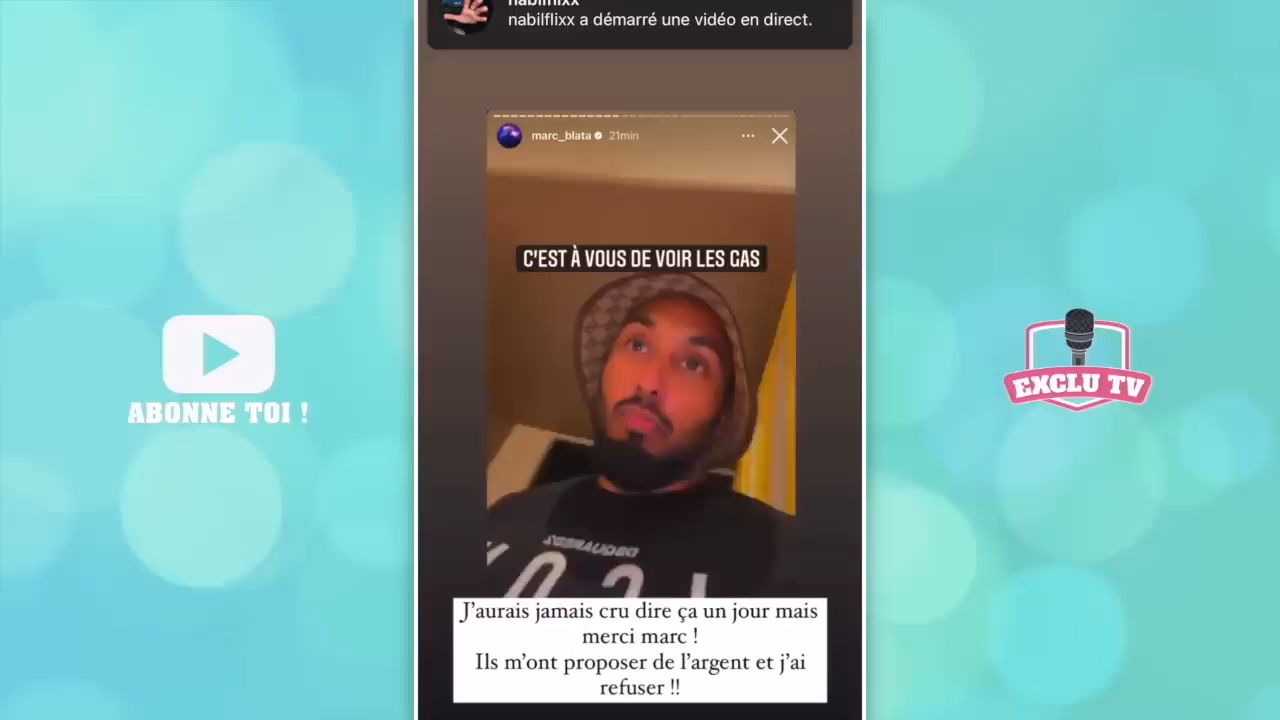 nabilflixx
nabilflixx a démarré une vidéo en direct.
marc_blata 21min
C'EST À VOUS DE VOIR LES GAS
J'aurais jamais cru dire ça un jour mais
merci marc !
Ils m'ont proposer de l'argent et j'ai
refuser !!
ABONNE TOI !
EXCLU TV